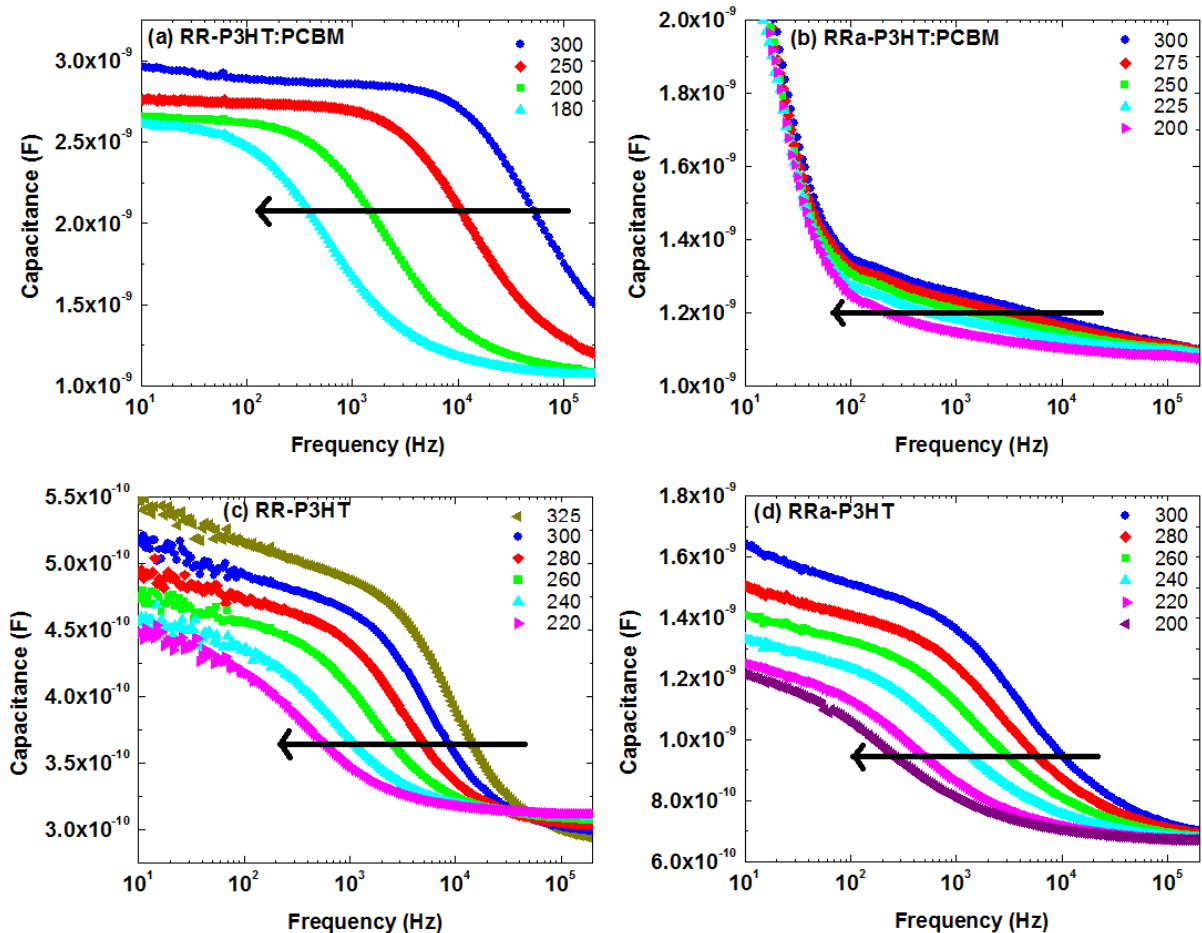 (a) RR-P3HT:PCBM
300
250
200
180
3.0x10⁻⁹
2.5x10⁻⁹
2.0x10⁻⁹
1.5x10⁻⁹
1.0x10⁻⁹
Capacitance (F)
10¹ 10² 10³ 10⁴ 10⁵
Frequency (Hz)
(b) RRa-P3HT:PCBM
300
275
250
225
200
2.0x10⁻⁹
1.8x10⁻⁹
1.6x10⁻⁹
1.4x10⁻⁹
1.2x10⁻⁹
1.0x10⁻⁹
Capacitance (F)
10¹ 10² 10³ 10⁴ 10⁵
Frequency (Hz)
(c) RR-P3HT
325
300
280
260
240
220
5.5x10⁻¹⁰
5.0x10⁻¹⁰
4.5x10⁻¹⁰
4.0x10⁻¹⁰
3.5x10⁻¹⁰
3.0x10⁻¹⁰
Capacitance (F)
10¹ 10² 10³ 10⁴ 10⁵
Frequency (Hz)
(d) RRa-P3HT
300
280
260
240
220
200
1.8x10⁻⁹
1.6x10⁻⁹
1.4x10⁻⁹
1.2x10⁻⁹
1.0x10⁻⁹
8.0x10⁻¹⁰
6.0x10⁻¹⁰
Capacitance (F)
10¹ 10² 10³ 10⁴ 10⁵
Frequency (Hz)